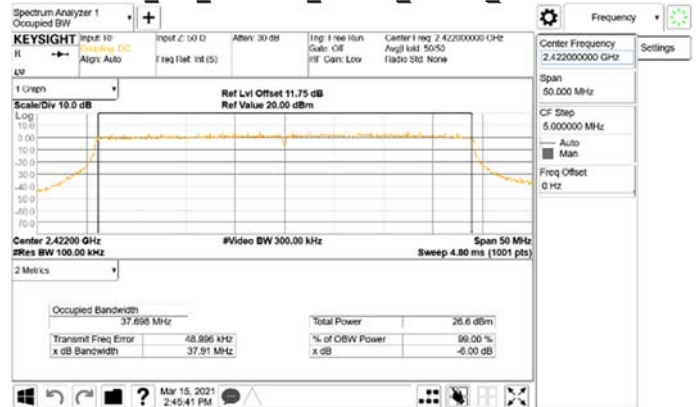 Spectrum Analyzer 1
Occupied BW
+
KEYSIGHT
Input: RF
Coupling: DC
Align: Auto
Input Z: 50 Ω
Freq Ref: Int (S)
Atten: 30 dB
Trig: Free Run
Gate: Off
#IF Gain: Low
Center Freq: 2.422000000 GHz
Avg|Hold: 50/50
Radio Std: None
1 Graph
Scale/Div 10.0 dB
Ref Lvl Offset 11.75 dB
Ref Value 20.00 dBm
Log
10.0
0.00
-10.0
-20.0
-30.0
-40.0
-50.0
-60.0
-70.0
Center 2.42200 GHz
#Res BW 100.00 kHz
#Video BW 300.00 kHz
Span 50 MHz
Sweep 4.80 ms (1001 pts)
2 Metrics
Occupied Bandwidth
37.698 MHz
Transmit Freq Error 48.996 kHz
x dB Bandwidth 37.91 MHz
Total Power 26.6 dBm
% of OBW Power 99.00 %
x dB -6.00 dB
?
Mar 15, 2021
2:45:41 PM
Frequency
Settings
Center Frequency
2.422000000 GHz
Span
50.000 MHz
CF Step
5.000000 MHz
Auto
Man
Freq Offset
0 Hz